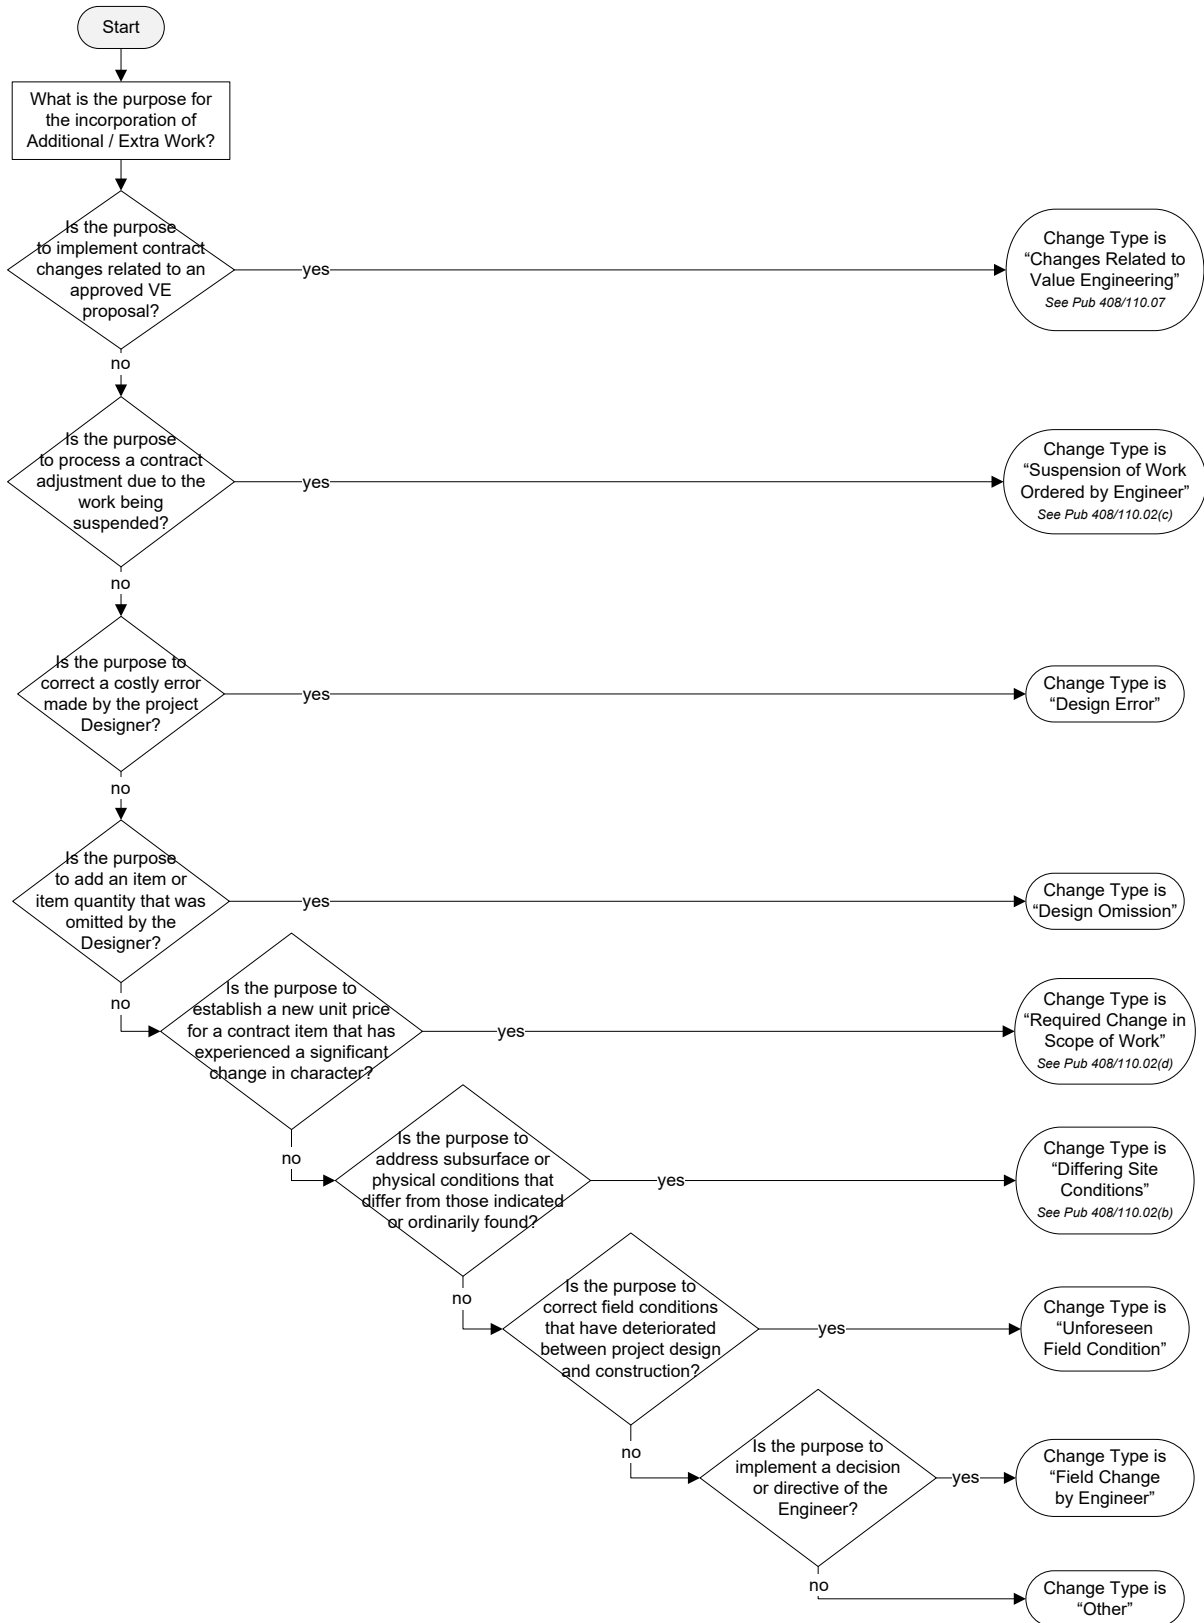 Start
What is the purpose for
the incorporation of
Additional / Extra Work?
Is the purpose
to implement contract
changes related to an
approved VE
proposal?
yes
Change Type is
“Changes Related to
Value Engineering”
See Pub 408/110.07
no
Is the purpose
to process a contract
adjustment due to the
work being
suspended?
yes
Change Type is
“Suspension of Work
Ordered by Engineer”
See Pub 408/110.02(c)
no
Is the purpose to
correct a costly error
made by the project
Designer?
yes
Change Type is
“Design Error”
no
Is the purpose
to add an item or
item quantity that was
omitted by the
Designer?
yes
Change Type is
“Design Omission”
no
Is the purpose to
establish a new unit price
for a contract item that has
experienced a significant
change in character?
yes
Change Type is
“Required Change in
Scope of Work”
See Pub 408/110.02(d)
no
Is the purpose to
address subsurface or
physical conditions that
differ from those indicated
or ordinarily found?
yes
Change Type is
“Differing Site
Conditions”
See Pub 408/110.02(b)
no
Is the purpose to
correct field conditions
that have deteriorated
between project design
and construction?
yes
Change Type is
“Unforeseen
Field Condition”
no
Is the purpose to
implement a decision
or directive of the
Engineer?
yes
Change Type is
“Field Change
by Engineer”
no
Change Type is
“Other”